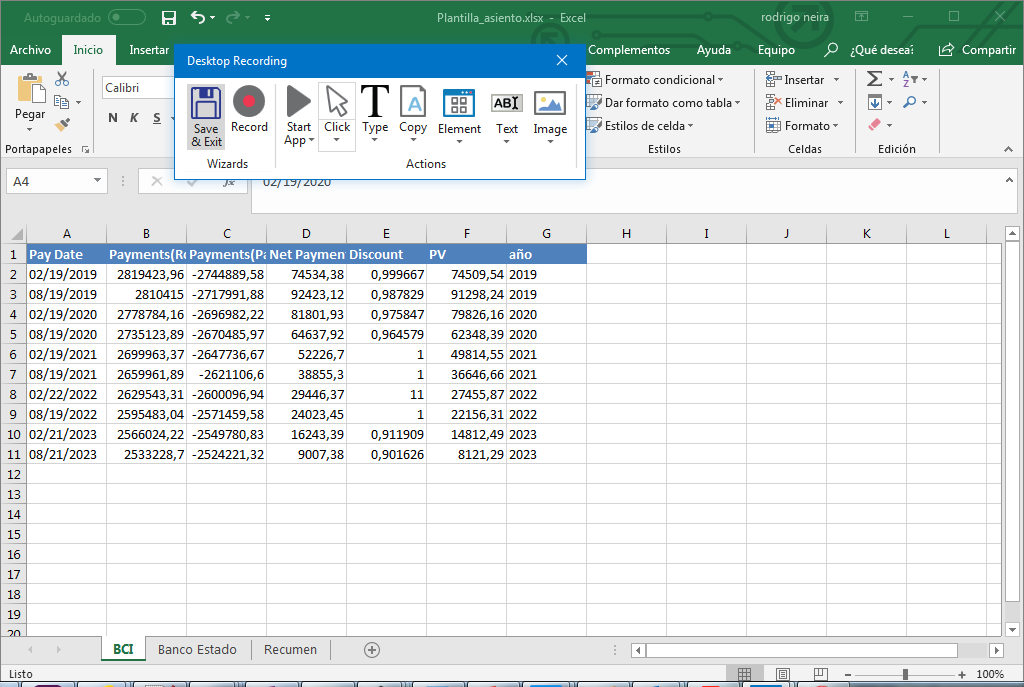 Autoguardado
Plantilla_asiento.xlsx - Excel
rodrigo neira
Archivo Inicio Insertar Complementos Ayuda Equipo ¿Qué desea Compartir
Desktop Recording
Save & Exit
Record
Start App
Click
Type
Copy
Element
Text
Image
Wizards
Actions
Pegar
Calibri
N K S
Portapapeles
Formato condicional
Dar formato como tabla
Estilos de celda
Estilos
Insertar
Eliminar
Formato
Celdas
Edición
A4
fx
02/19/2020
A B C D E F G H I J K L
1 Pay Date Payments(Re Payments(Pa Net Paymen Discount PV año
2 02/19/2019 2819423,96 -2744889,58 74534,38 0,999667 74509,54 2019
3 08/19/2019 2810415 -2717991,88 92423,12 0,987829 91298,24 2019
4 02/19/2020 2778784,16 -2696982,22 81801,93 0,975847 79826,16 2020
5 08/19/2020 2735123,89 -2670485,97 64637,92 0,964579 62348,39 2020
6 02/19/2021 2699963,37 -2647736,67 52226,7 1 49814,55 2021
7 08/19/2021 2659961,89 -2621106,6 38855,3 1 36646,66 2021
8 02/22/2022 2629543,31 -2600096,94 29446,37 11 27455,87 2022
9 08/19/2022 2595483,04 -2571459,58 24023,45 1 22156,31 2022
10 02/21/2023 2566024,22 -2549780,83 16243,39 0,911909 14812,49 2023
11 08/21/2023 2533228,7 -2524221,32 9007,38 0,901626 8121,29 2023
12
13
14
15
16
17
18
19
20
BCI Banco Estado Resumen
Listo
100%